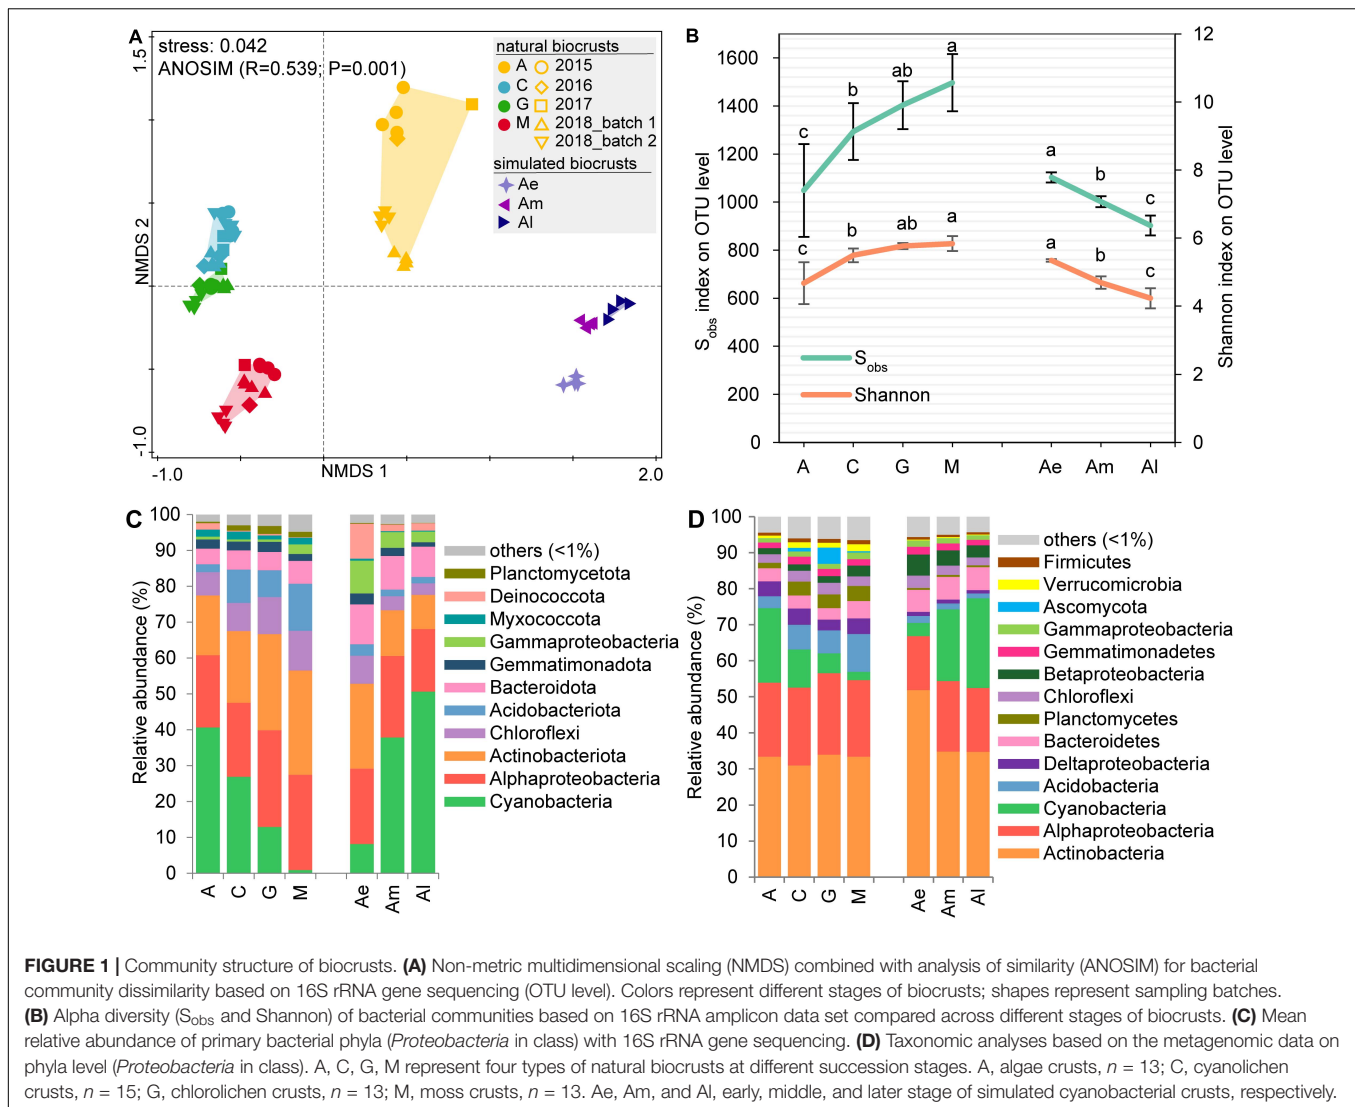 A
stress: 0.042
ANOSIM (R=0.539; P=0.001)
natural biocrusts
A 2015
C 2016
G 2017
M 2018_batch 1
2018_batch 2
simulated biocrusts
Ae
Am
Al
1.5
NMDS 2
-1.0
-1.0
NMDS 1
2.0
B
1600
1400
1200
1000
800
600
400
200
0
Sobs index on OTU level
12
10
8
6
4
2
0
Shannon index on OTU level
c
b
ab
a
a
b
c
c
b
ab
a
a
b
c
Sobs
Shannon
A C G M Ae Am Al
C
100
90
80
70
60
50
40
30
20
10
0
Relative abundance (%)
A C G M Ae Am Al
others (<1%)
Planctomycetota
Deinococcota
Myxococcota
Gammaproteobacteria
Gemmatimonadota
Bacteroidota
Acidobacteriota
Chloroflexi
Actinobacteriota
Alphaproteobacteria
Cyanobacteria
D
100
90
80
70
60
50
40
30
20
10
0
Relative abundance (%)
A C G M Ae Am Al
others (<1%)
Firmicutes
Verrucomicrobia
Ascomycota
Gammaproteobacteria
Gemmatimonadetes
Betaproteobacteria
Chloroflexi
Planctomycetes
Bacteroidetes
Deltaproteobacteria
Acidobacteria
Cyanobacteria
Alphaproteobacteria
Actinobacteria
FIGURE 1 | Community structure of biocrusts. (A) Non-metric multidimensional scaling (NMDS) combined with analysis of similarity (ANOSIM) for bacterial
community dissimilarity based on 16S rRNA gene sequencing (OTU level). Colors represent different stages of biocrusts; shapes represent sampling batches.
(B) Alpha diversity (Sobs and Shannon) of bacterial communities based on 16S rRNA amplicon data set compared across different stages of biocrusts. (C) Mean
relative abundance of primary bacterial phyla (Proteobacteria in class) with 16S rRNA gene sequencing. (D) Taxonomic analyses based on the metagenomic data on
phyla level (Proteobacteria in class). A, C, G, M represent four types of natural biocrusts at different succession stages. A, algae crusts, n = 13; C, cyanolichen
crusts, n = 15; G, chlorolichen crusts, n = 13; M, moss crusts, n = 13. Ae, Am, and Al, early, middle, and later stage of simulated cyanobacterial crusts, respectively.